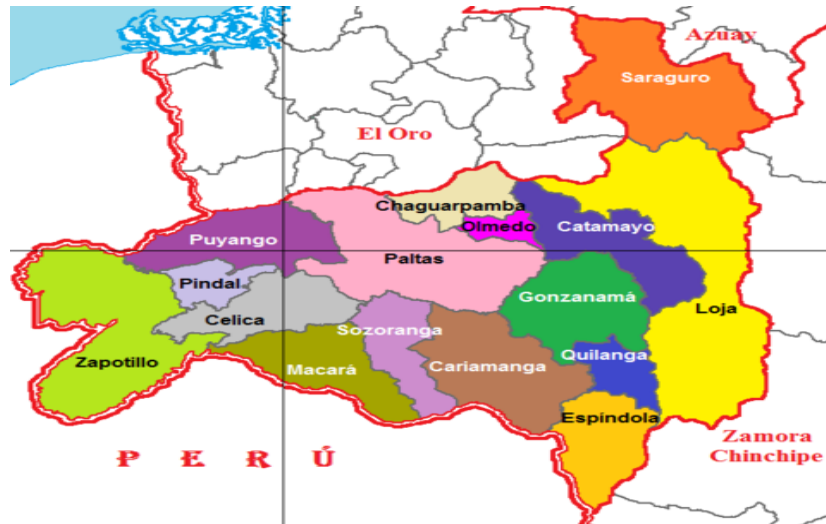 Azuay
Saraguro
El Oro
Chaguarpamba
Olmedo
Catamayo
Puyango
Paltas
Pindal
Gonzanamá
Loja
Celica
Sozoranga
Zapotillo
Macará
Cariamanga
Quilanga
Espíndola
Zamora
Chinchipe
P E R Ú